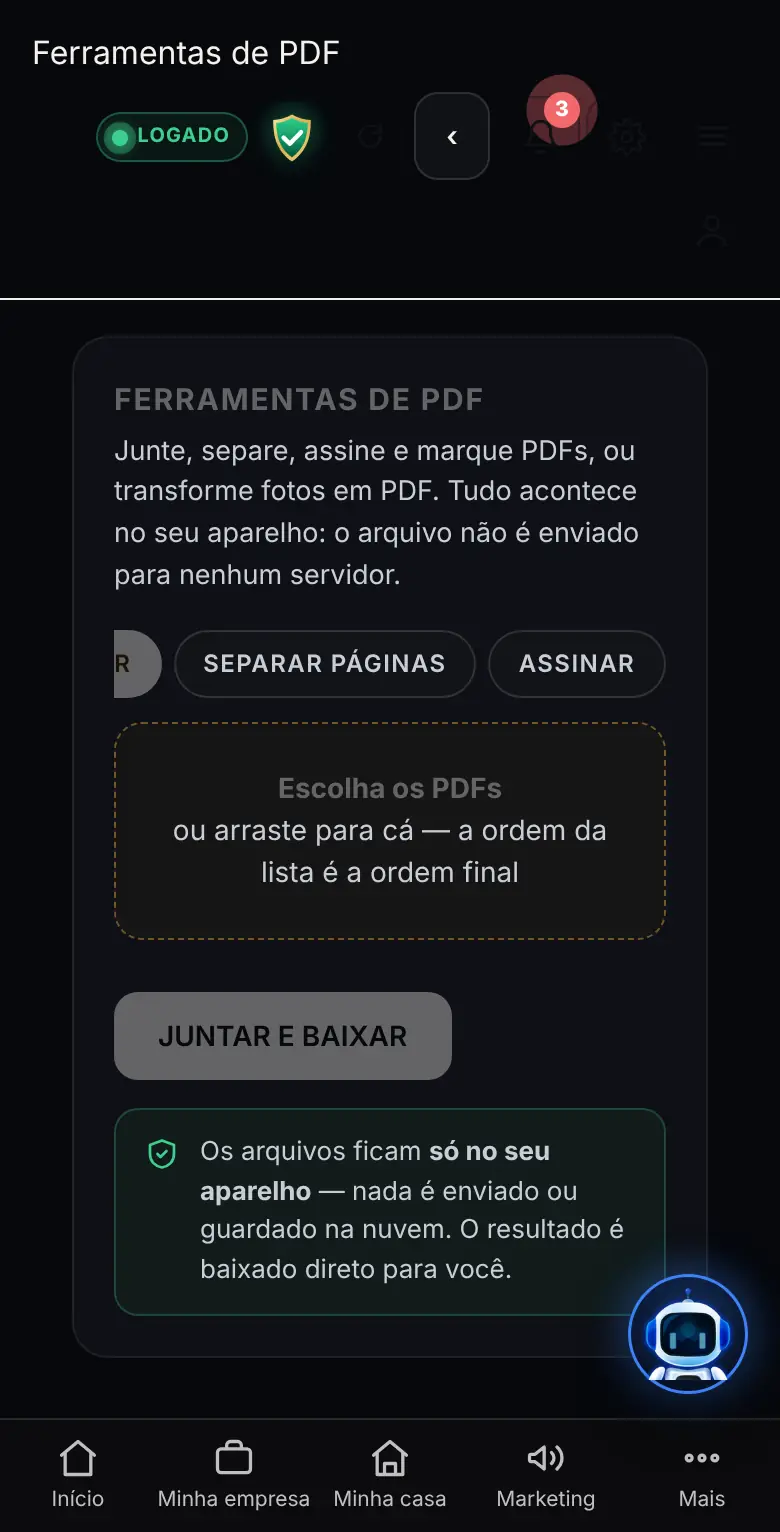 Ferramentas de PDF
LOGADO
‹
3
FERRAMENTAS DE PDF
Junte, separe, assine e marque PDFs, ou
transforme fotos em PDF. Tudo acontece
no seu aparelho: o arquivo não é enviado
para nenhum servidor.
R
SEPARAR PÁGINAS
ASSINAR
Escolha os PDFs
ou arraste para cá — a ordem da
lista é a ordem final
JUNTAR E BAIXAR
Os arquivos ficam só no seu
aparelho — nada é enviado ou
guardado na nuvem. O resultado é
baixado direto para você.
Início
Minha empresa
Minha casa
Marketing
Mais